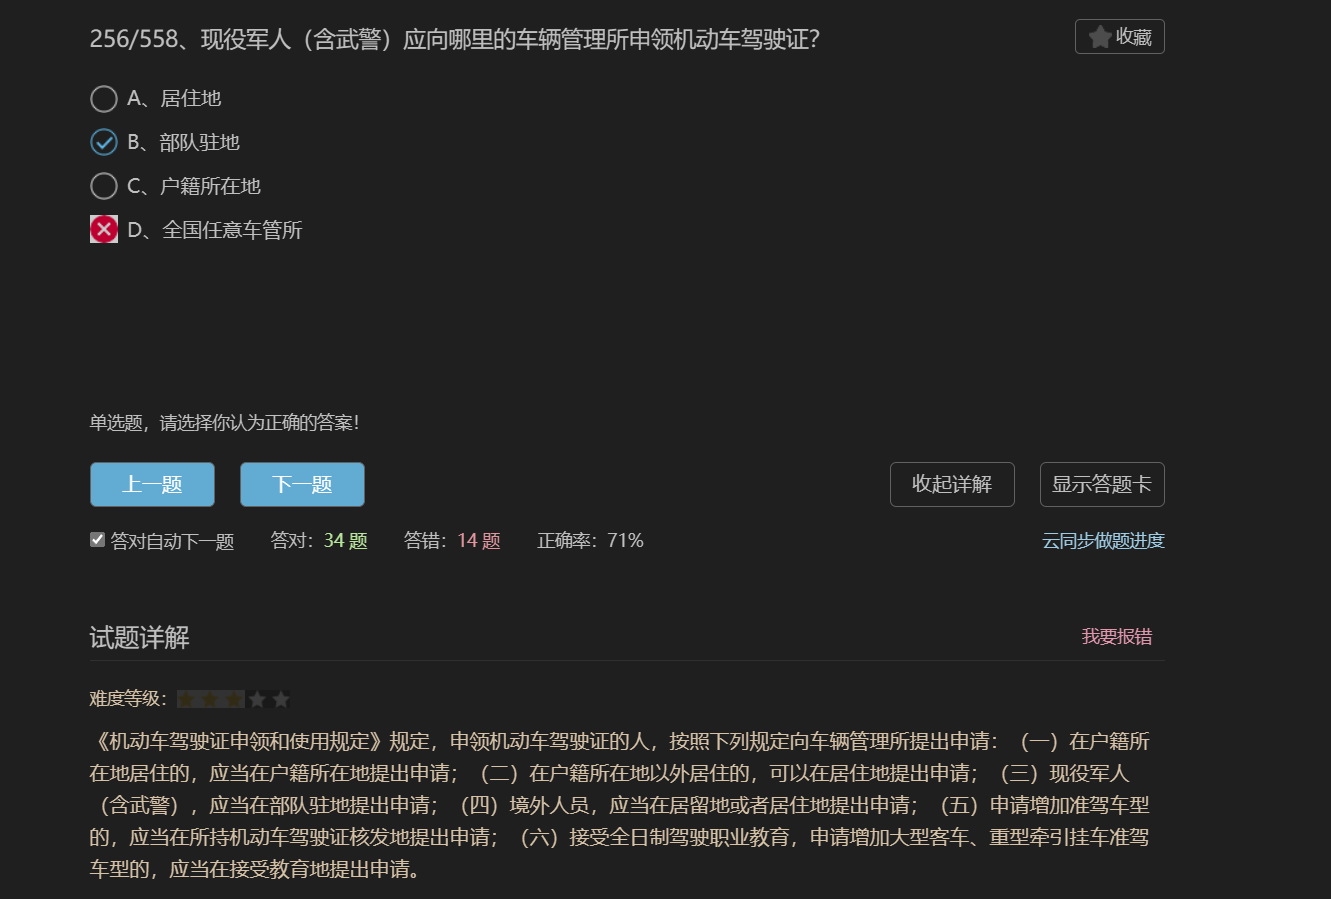 256/558、现役军人（含武警）应向哪里的车辆管理所申领机动车驾驶证？
收藏
A、居住地
B、部队驻地
C、户籍所在地
D、全国任意车管所
单选题，请选择你认为正确的答案！
上一题
下一题
收起详解
显示答题卡
答对自动下一题 答对：34 题 答错：14 题 正确率：71%
云同步做题进度
试题详解
我要报错
难度等级：
《机动车驾驶证申领和使用规定》规定，申领机动车驾驶证的人，按照下列规定向车辆管理所提出申请：（一）在户籍所
在地居住的，应当在户籍所在地提出申请；（二）在户籍所在地以外居住的，可以在居住地提出申请；（三）现役军人
（含武警），应当在部队驻地提出申请；（四）境外人员，应当在居留地或者居住地提出申请；（五）申请增加准驾车型
的，应当在所持机动车驾驶证核发地提出申请；（六）接受全日制驾驶职业教育，申请增加大型客车、重型牵引挂车准驾
车型的，应当在接受教育地提出申请。